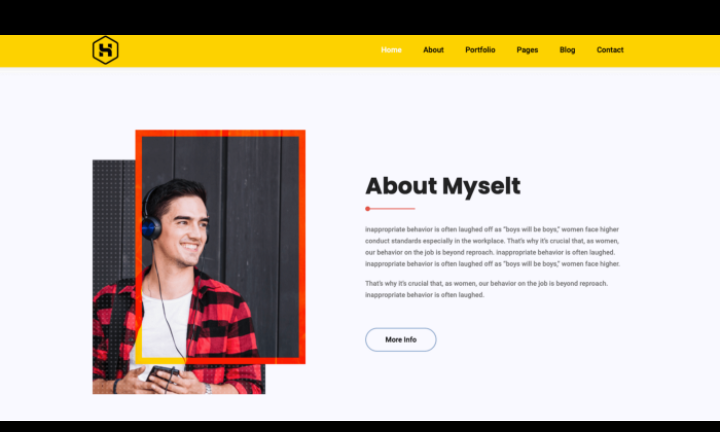 H
Home
About
Portfolio
Pages
Blog
Contact
About Myselt
inappropriate behavior is often laughed off as "boys will be boys," women face higher
conduct standards especially in the workplace. That's why it's crucial that, as women,
our behavior on the job is beyond reproach. inappropriate behavior is often laughed.
inappropriate behavior is often laughed off as "boys will be boys," women face higher.
That's why it's crucial that, as women, our behavior on the job is beyond reproach.
inappropriate behavior is often laughed.
More Info